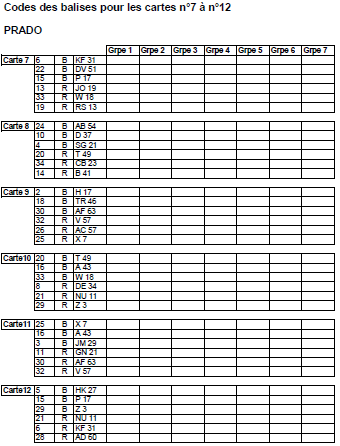 Codes des balises pour les cartes n°7 à n°12
PRADO
Grpe 1 Grpe 2 Grpe 3 Grpe 4 Grpe 5 Grpe 6 Grpe 7
Carte 7 6 B KF 31
22 B DV 51
15 B P 17
13 R JO 19
33 R W 18
19 R RS 13
Carte 8 24 B AB 54
10 B D 37
4 B SG 21
20 R T 49
34 R CB 23
14 R B 41
Carte 9 2 B H 17
18 B TR 46
30 B AF 63
32 R V 57
26 R AC 57
25 R X 7
Carte10 20 B T 49
16 B A 43
33 B W 18
8 R DE 34
21 R NU 11
29 R Z 3
Carte11 25 B X 7
16 B A 43
3 B JM 29
11 R GN 21
30 R AF 63
32 R V 57
Carte12 5 B HK 27
15 B P 17
29 B Z 3
21 R NU 11
6 R KF 31
28 R AD 60